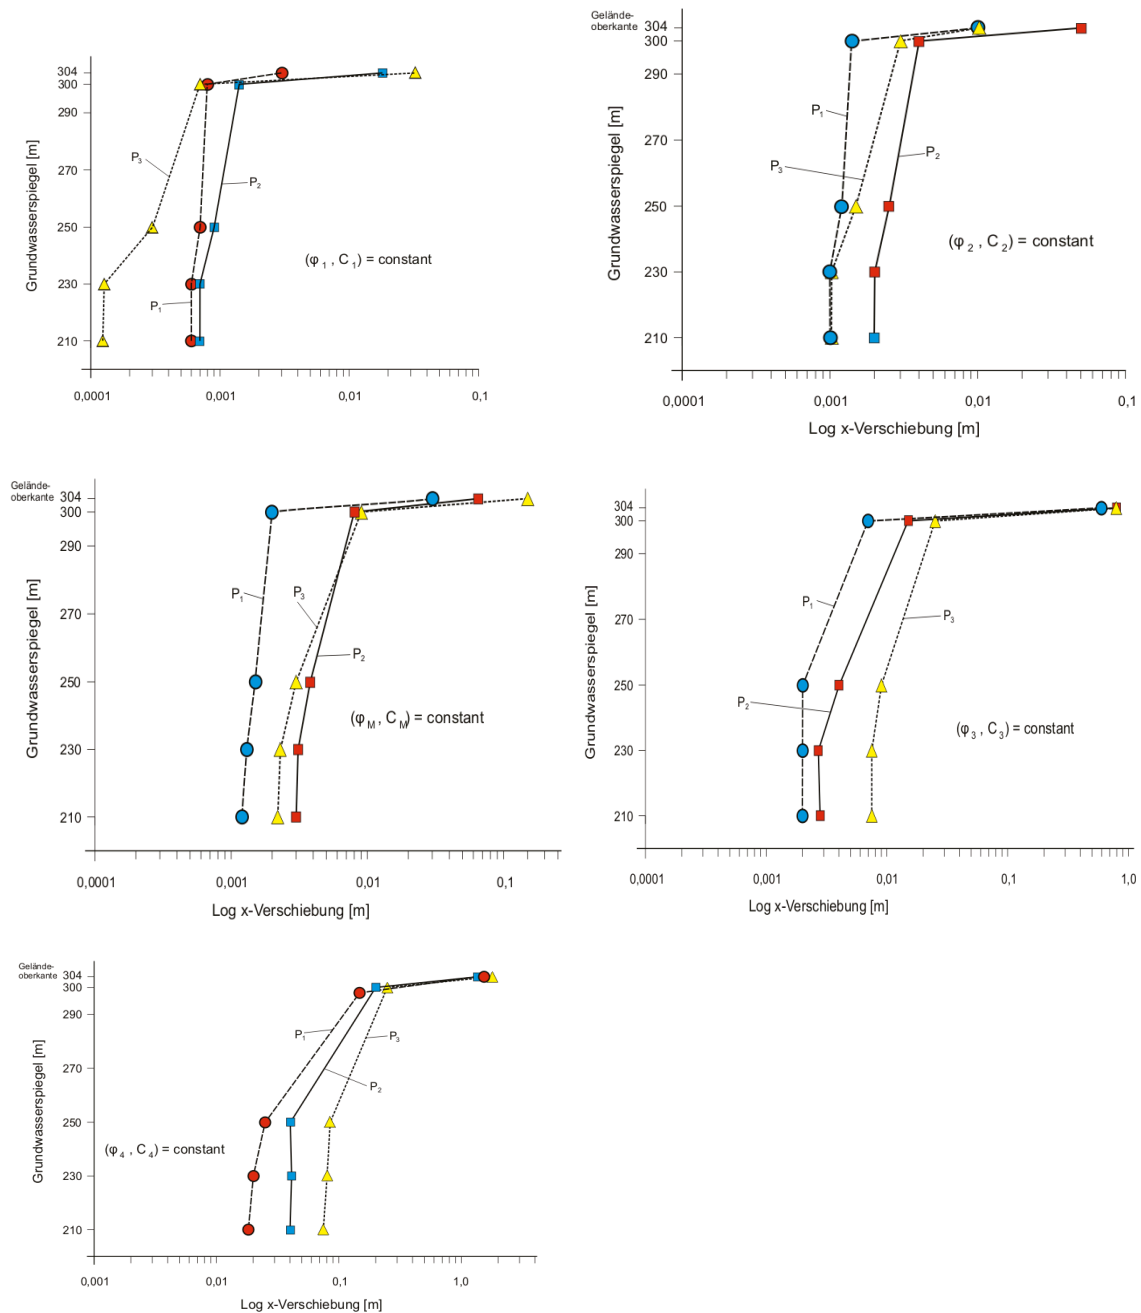 304
300
290
270
250
230
210
Grundwasserspiegel [m]
P3
P2
P1
(φ1 , C1) = constant
0,0001
0,001
0,01
0,1
Gelände-
oberkante
304
300
290
270
250
230
210
Grundwasserspiegel [m]
P1
P2
P3
(φ2 , C2) = constant
0,0001
0,001
0,01
0,1
Log x-Verschiebung [m]
Gelände-
oberkante
304
300
290
270
250
230
210
Grundwasserspiegel [m]
P1
P3
P2
(φM , CM) = constant
0,0001
0,001
0,01
0,1
Log x-Verschiebung [m]
304
300
290
270
250
230
210
Grundwasserspiegel [m]
P1
P3
P2
(φ3 , C3) = constant
0,0001
0,001
0,01
0,1
1,0
Log x-Verschiebung [m]
Gelände-
oberkante
304
300
290
270
250
230
210
Grundwasserspiegel [m]
P1
P3
P2
(φ4 , C4) = constant
0,001
0,01
0,1
1,0
Log x-Verschiebung [m]